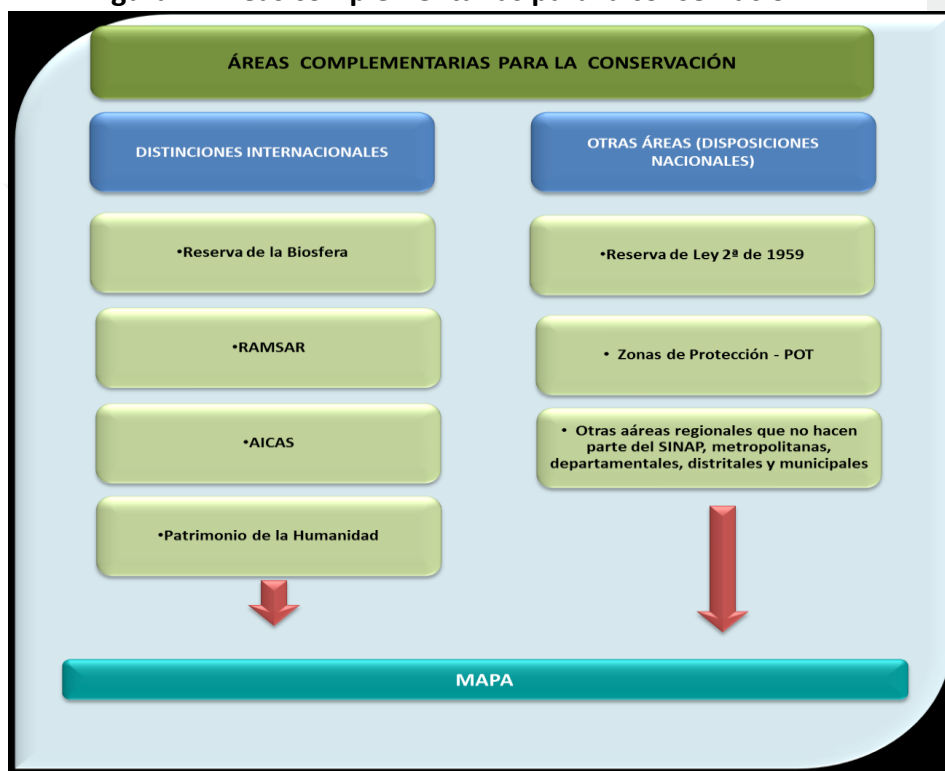 ÁREAS COMPLEMENTARIAS PARA LA CONSERVACIÓN
DISTINCIONES INTERNACIONALES
•Reserva de la Biosfera
•RAMSAR
•AICAS
•Patrimonio de la Humanidad
OTRAS ÁREAS (DISPOSICIONES
NACIONALES)
•Reserva de Ley 2ª de 1959
• Zonas de Protección - POT
• Otras aáreas regionales que no hacen
parte del SINAP, metropolitanas,
departamentales, distritales y municipales
MAPA